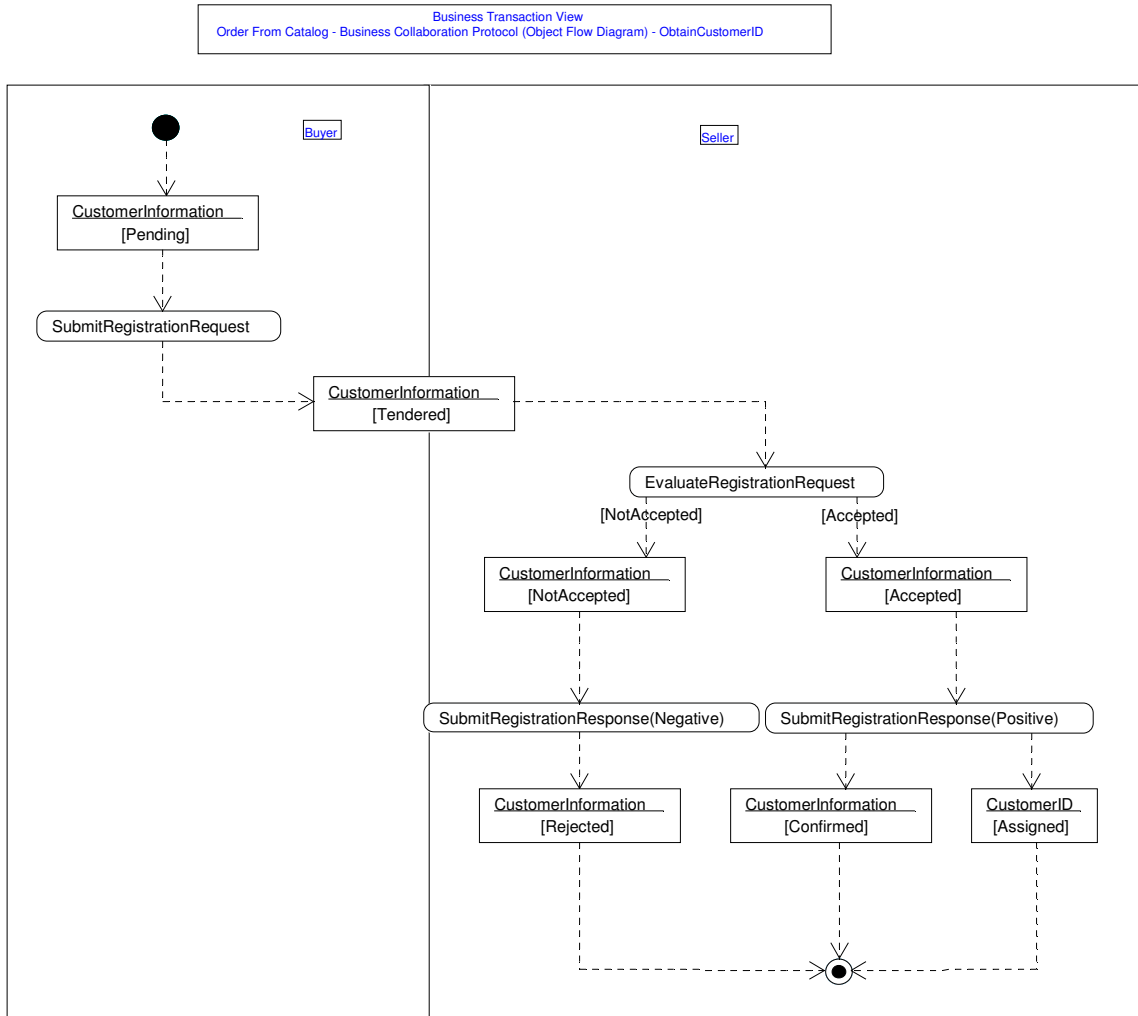 Business Transaction View
Order From Catalog - Business Collaboration Protocol (Object Flow Diagram) - ObtainCustomerID
Buyer
Seller
CustomerInformation
[Pending]
SubmitRegistrationRequest
CustomerInformation
[Tendered]
EvaluateRegistrationRequest
[NotAccepted]
[Accepted]
CustomerInformation
[NotAccepted]
CustomerInformation
[Accepted]
SubmitRegistrationResponse(Negative)
SubmitRegistrationResponse(Positive)
CustomerInformation
[Rejected]
CustomerInformation
[Confirmed]
CustomerID
[Assigned]